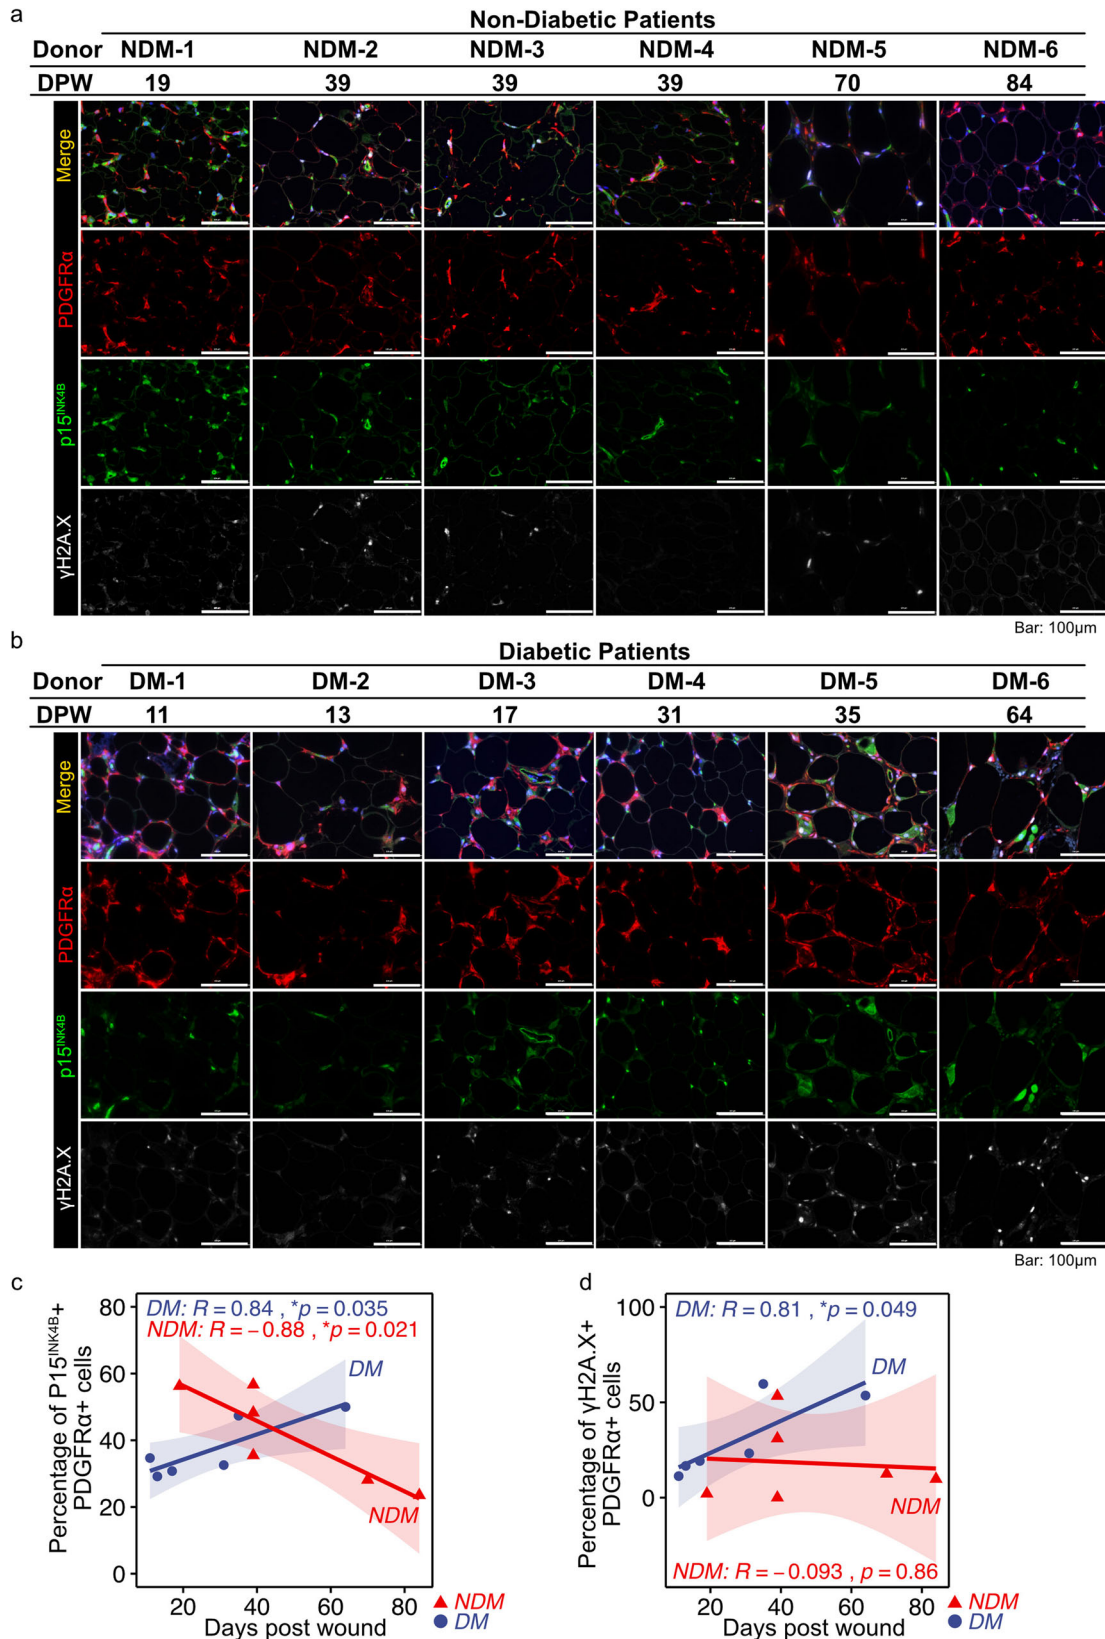 a
Non-Diabetic Patients
Donor NDM-1 NDM-2 NDM-3 NDM-4 NDM-5 NDM-6
DPW 19 39 39 39 70 84
Merge
PDGFRα
p15INK4B
γH2A.X
Bar: 100μm
b
Diabetic Patients
Donor DM-1 DM-2 DM-3 DM-4 DM-5 DM-6
DPW 11 13 17 31 35 64
Merge
PDGFRα
p15INK4B
γH2A.X
Bar: 100μm
c
Percentage of P15INK4B+
PDGFRα+ cells
80
60
40
20
0
DM: R = 0.84 , *p = 0.035
NDM: R = −0.88 , *p = 0.021
DM
NDM
20 40 60 80
Days post wound
NDM
DM
d
Percentage of γH2A.X+
PDGFRα+ cells
100
50
0
DM: R = 0.81 , *p = 0.049
DM
NDM
NDM: R = −0.093 , p = 0.86
20 40 60 80
Days post wound
NDM
DM